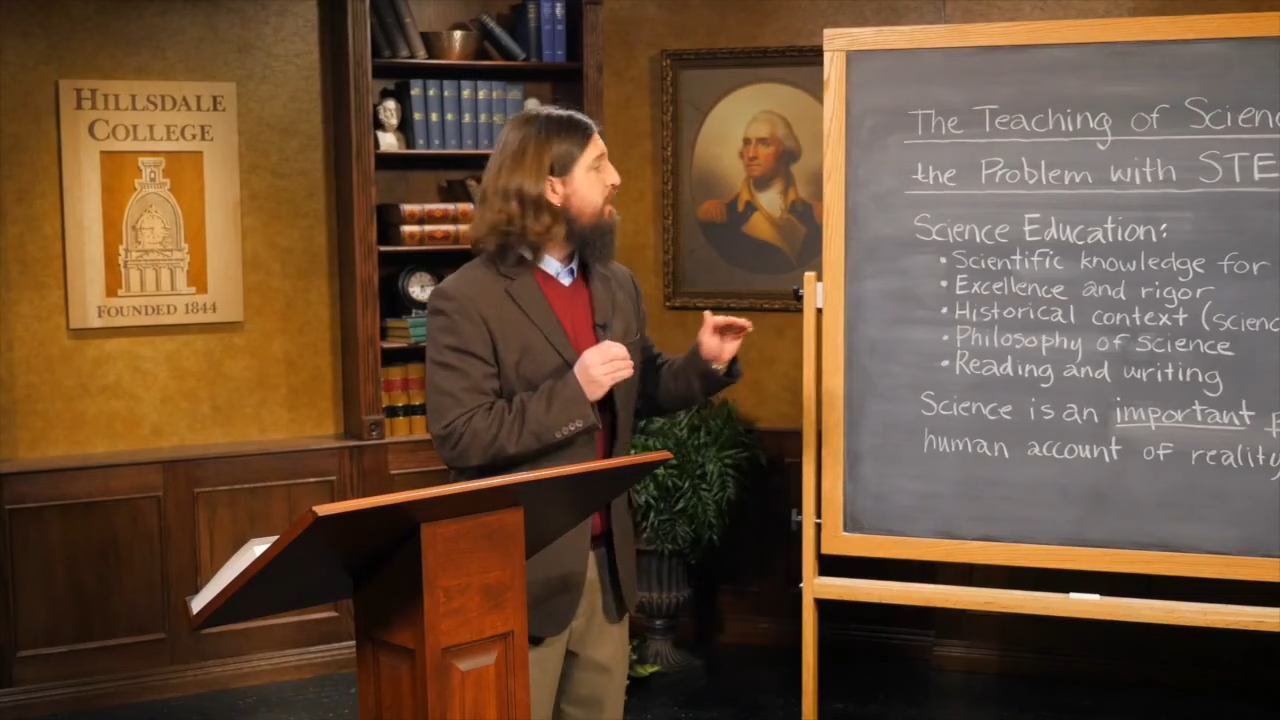 HILLSDALE
COLLEGE
FOUNDED 1844
The Teaching of Scienc
the Problem with STE
Science Education:
• Scientific knowledge for
• Excellence and rigor
• Historical context (scienc
• Philosophy of science
• Reading and writing
Science is an important p
human account of reality